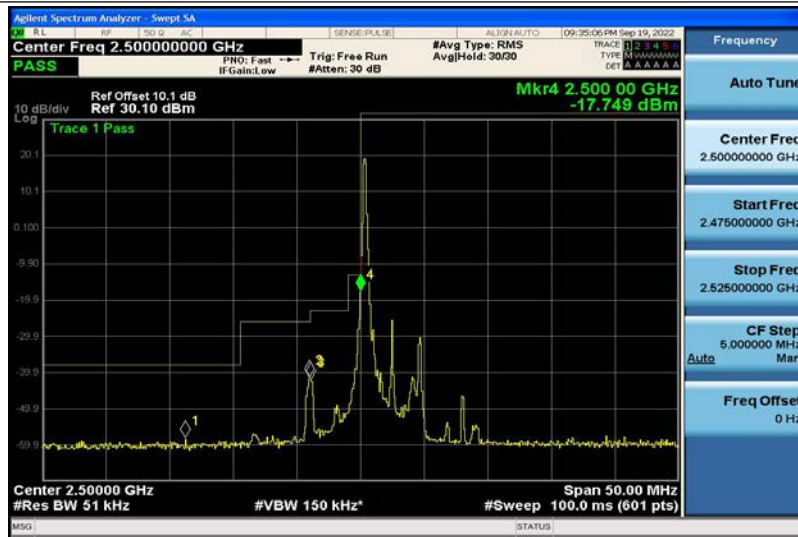 Agilent Spectrum Analyzer - Swept SA
RL RF 50 Ω AC SENSE:PULSE ALIGN AUTO 09:35:06 PM Sep 19, 2022
Center Freq 2.500000000 GHz
PASS
PNO: Fast
IFGain:Low
Trig: Free Run
#Atten: 30 dB
#Avg Type: RMS
Avg|Hold: 30/30
TRACE 1 2 3 4 5 6
TYPE M
DET A A A A A A
Ref Offset 10.1 dB
10 dB/div Ref 30.10 dBm
Log
Mkr4 2.500 00 GHz
-17.749 dBm
Trace 1 Pass
20.1
10.1
0.100
-9.90
-19.9
-29.9
-39.9
-49.9
-59.9
4
1
Center 2.50000 GHz
Span 50.00 MHz
#Res BW 51 kHz
#VBW 150 kHz*
#Sweep 100.0 ms (601 pts)
MSG
STATUS
Frequency
Auto Tune
Center Freq
2.500000000 GHz
Start Freq
2.475000000 GHz
Stop Freq
2.525000000 GHz
CF Step
5.000000 MHz
Auto Man
Freq Offset
0 Hz